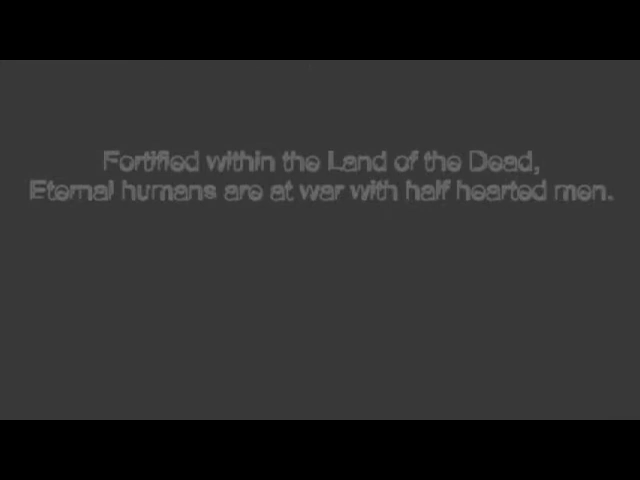 Fortified within the Land of the Dead,
Eternal humans are at war with half hearted men.